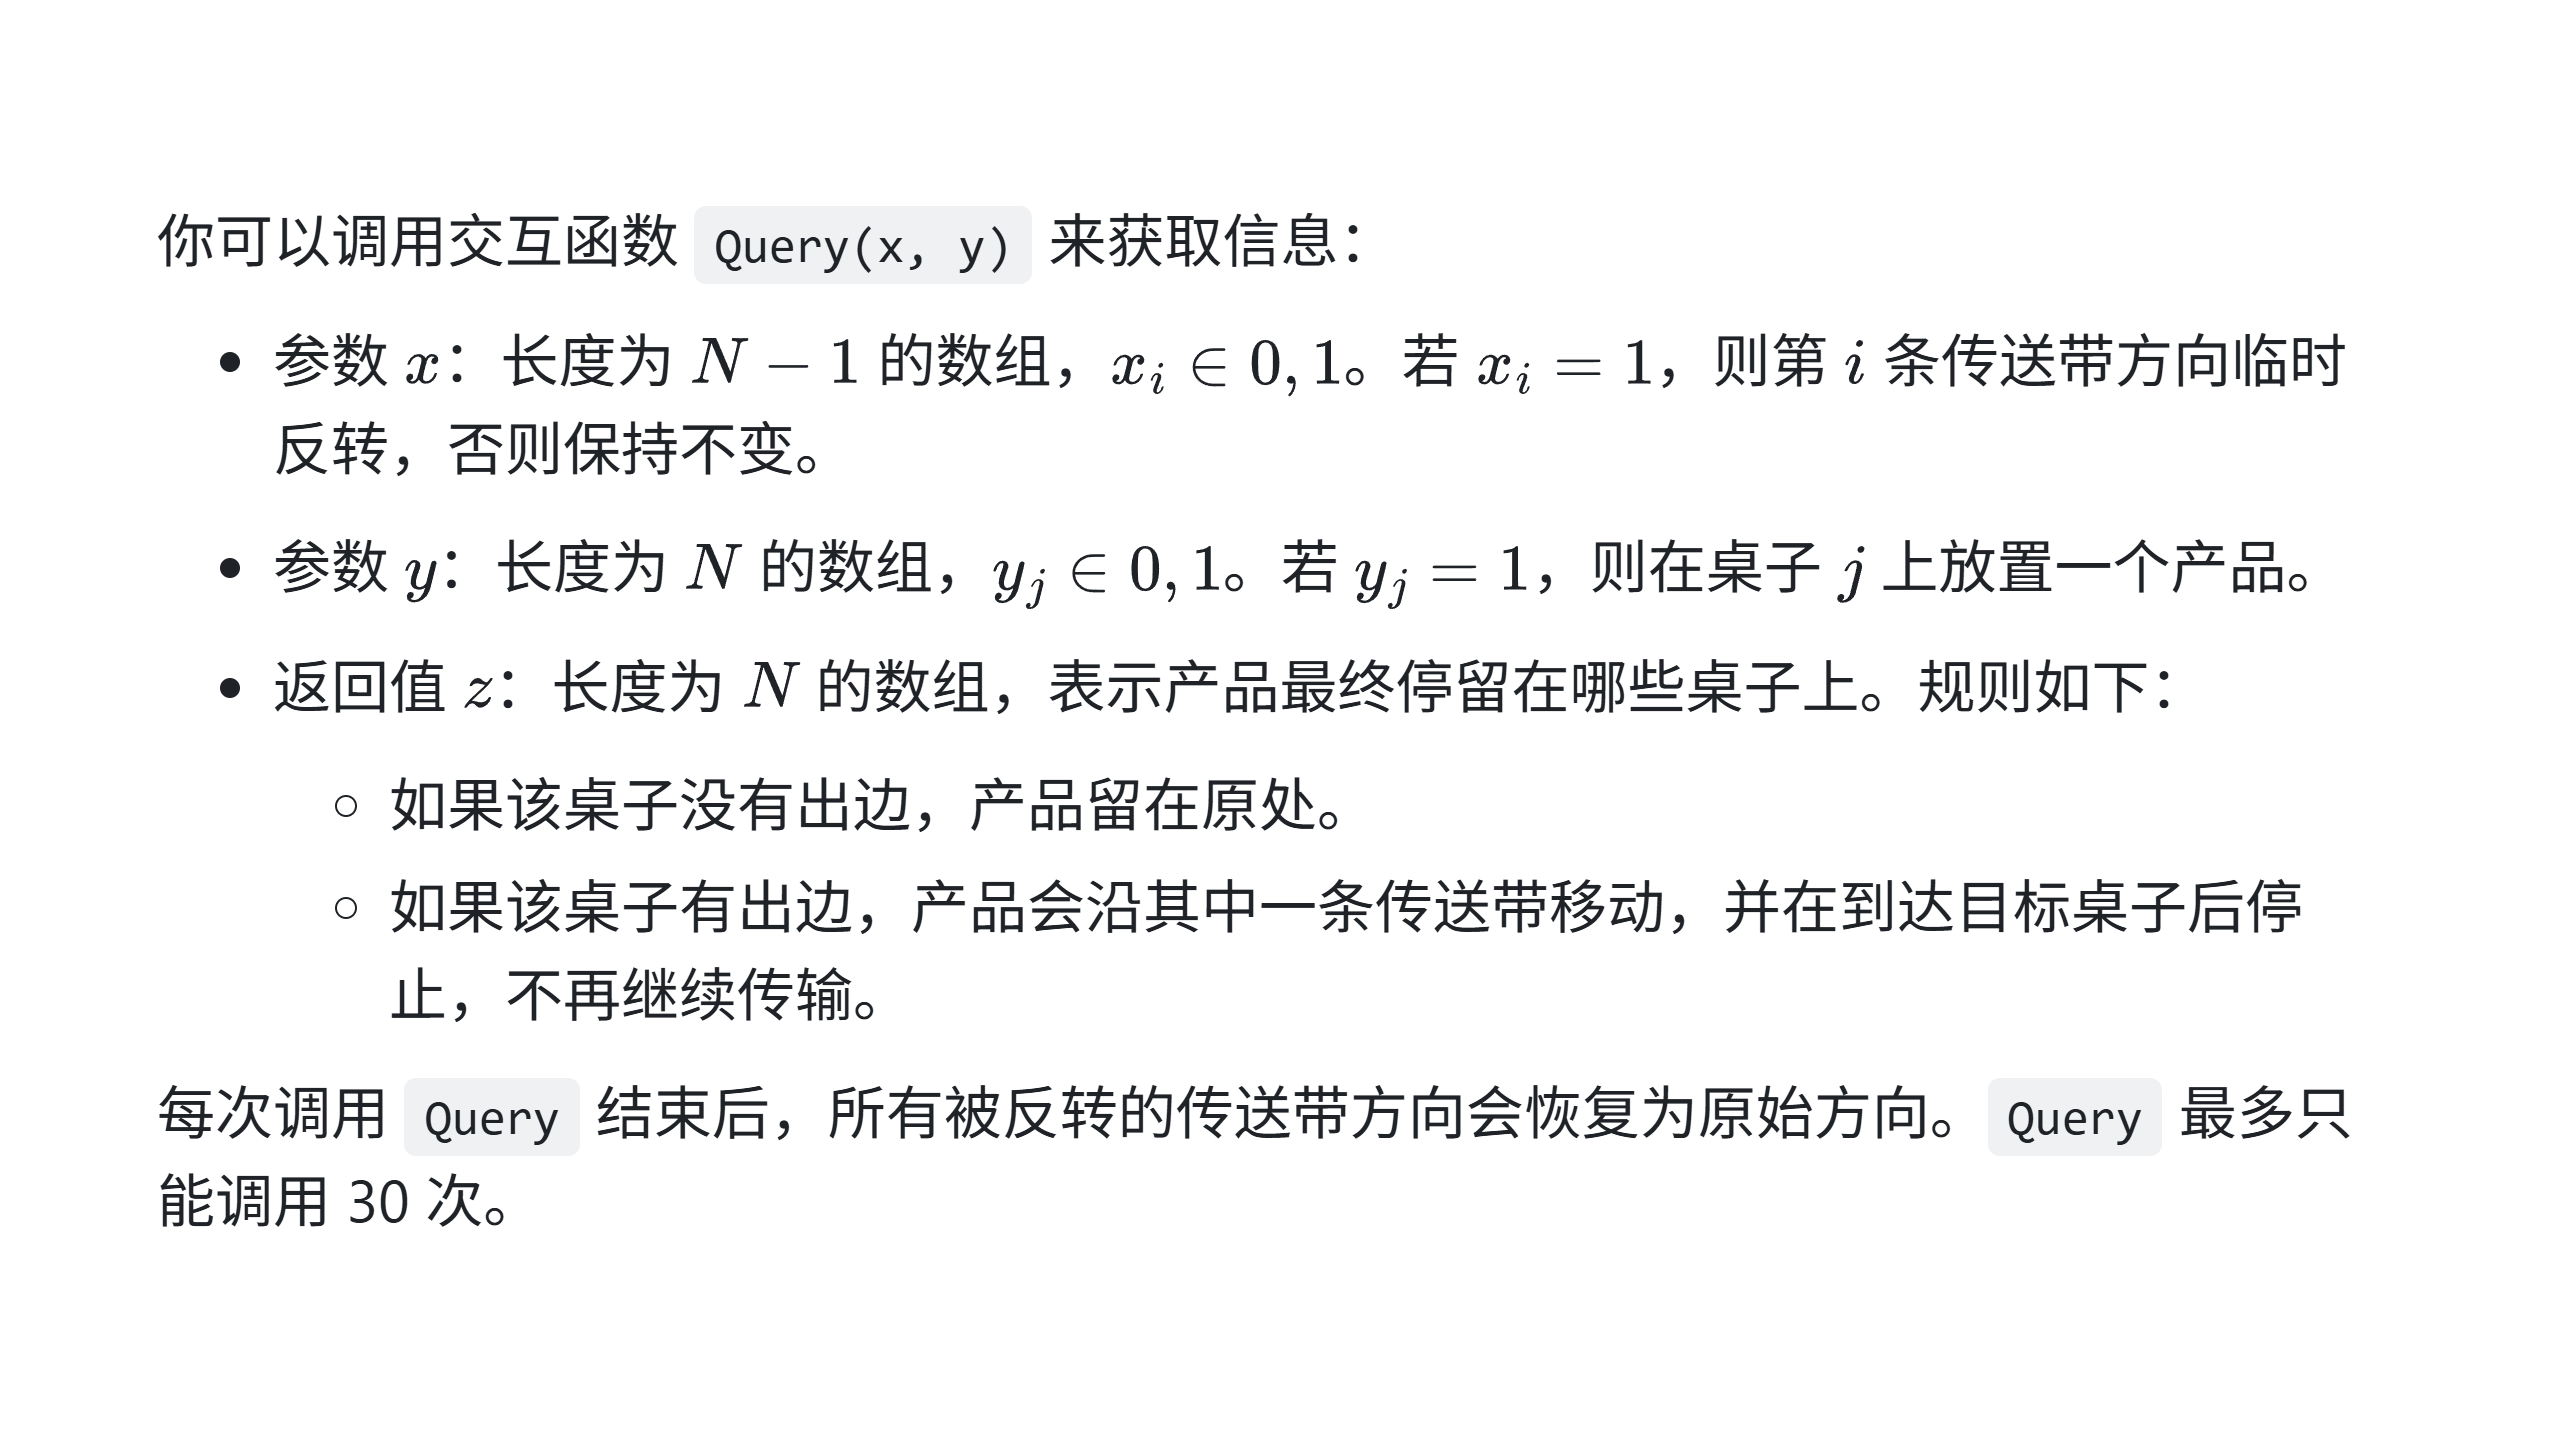 你可以调用交互函数 Query(x, y) 来获取信息：
• 参数 x：长度为 N − 1 的数组，xᵢ ∈ 0, 1。若 xᵢ = 1，则第 i 条传送带方向临时
反转，否则保持不变。
• 参数 y：长度为 N 的数组，yⱼ ∈ 0, 1。若 yⱼ = 1，则在桌子 j 上放置一个产品。
• 返回值 z：长度为 N 的数组，表示产品最终停留在哪些桌子上。规则如下：
◦ 如果该桌子没有出边，产品留在原处。
◦ 如果该桌子有出边，产品会沿其中一条传送带移动，并在到达目标桌子后停
止，不再继续传输。
每次调用 Query 结束后，所有被反转的传送带方向会恢复为原始方向。Query 最多只
能调用 30 次。